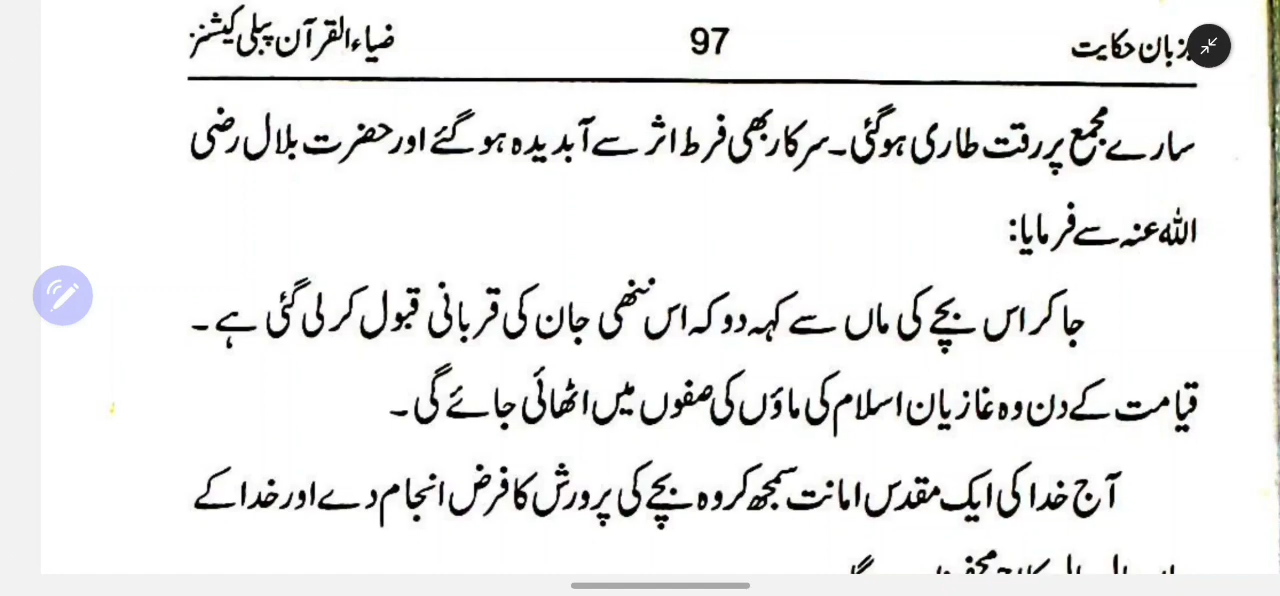 بزبان حکایت 97 ضیاء القرآن پبلی کیشنز
سارے مجمع پر رقت طاری ہوگئی۔ سرکار بھی فرط اثر سے آبدیدہ ہو گئے اور حضرت بلال رضی
اللہ عنہ سے فرمایا:
جا کر اس بچے کی ماں سے کہہ دو کہ اس ننھی جان کی قربانی قبول کر لی گئی ہے۔
قیامت کے دن وہ غازیان اسلام کی ماؤں کی صفوں میں اٹھائی جائے گی۔
آج خدا کی ایک مقدس امانت سمجھ کر وہ بچے کی پرورش کا فرض انجام دے اور خدا کے